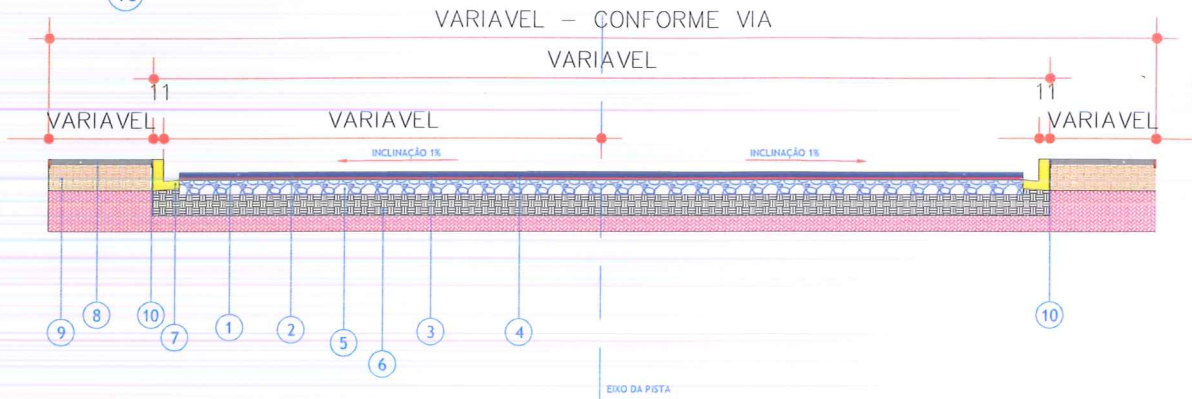 VARIAVEL – CONFORME VIA
VARIAVEL
11
11
VARIAVEL
VARIAVEL
VARIAVEL
INCLINAÇÃO 1%
INCLINAÇÃO 1%
9
8
10
7
1
2
5
6
3
4
10
EIXO DA PISTA